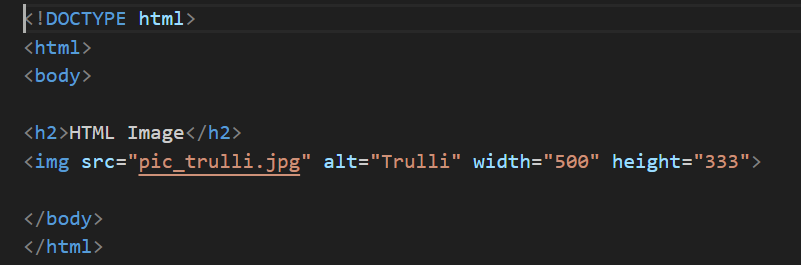 <!DOCTYPE html>
<html>
<body>
<h2>HTML Image</h2>
<img src="pic_trulli.jpg" alt="Trulli" width="500" height="333">
</body>
</html>